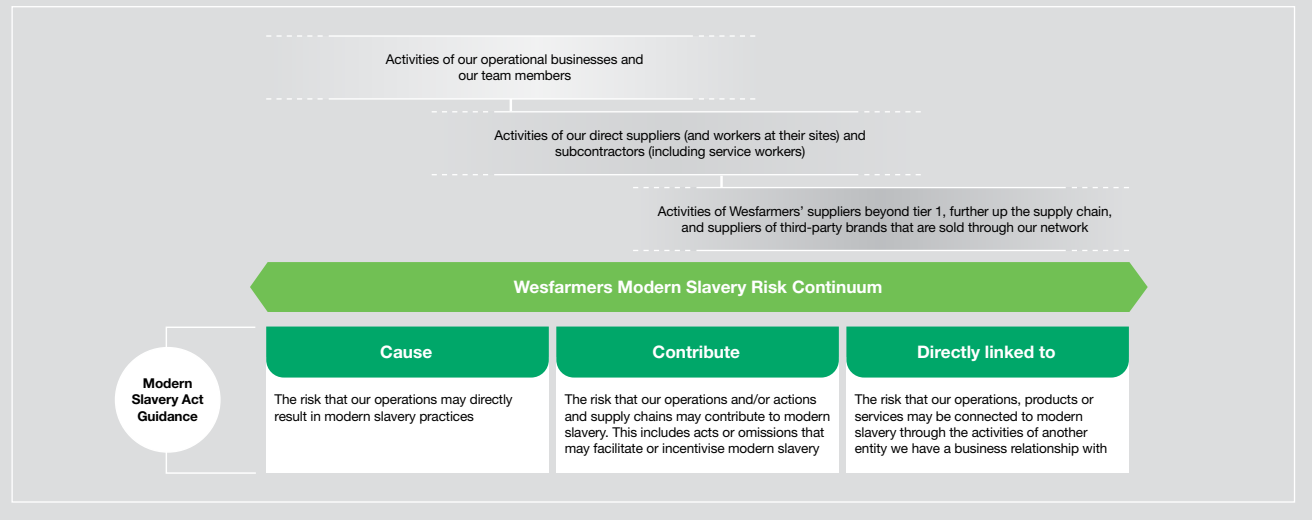 Activities of our operational businesses and
our team members
Activities of our direct suppliers (and workers at their sites) and
subcontractors (including service workers)
Activities of Wesfarmers’ suppliers beyond tier 1, further up the supply chain,
and suppliers of third-party brands that are sold through our network
Wesfarmers Modern Slavery Risk Continuum
Modern
Slavery Act
Guidance
Cause
The risk that our operations may directly
result in modern slavery practices
Contribute
The risk that our operations and/or actions
and supply chains may contribute to modern
slavery. This includes acts or omissions that
may facilitate or incentivise modern slavery
Directly linked to
The risk that our operations, products or
services may be connected to modern
slavery through the activities of another
entity we have a business relationship with